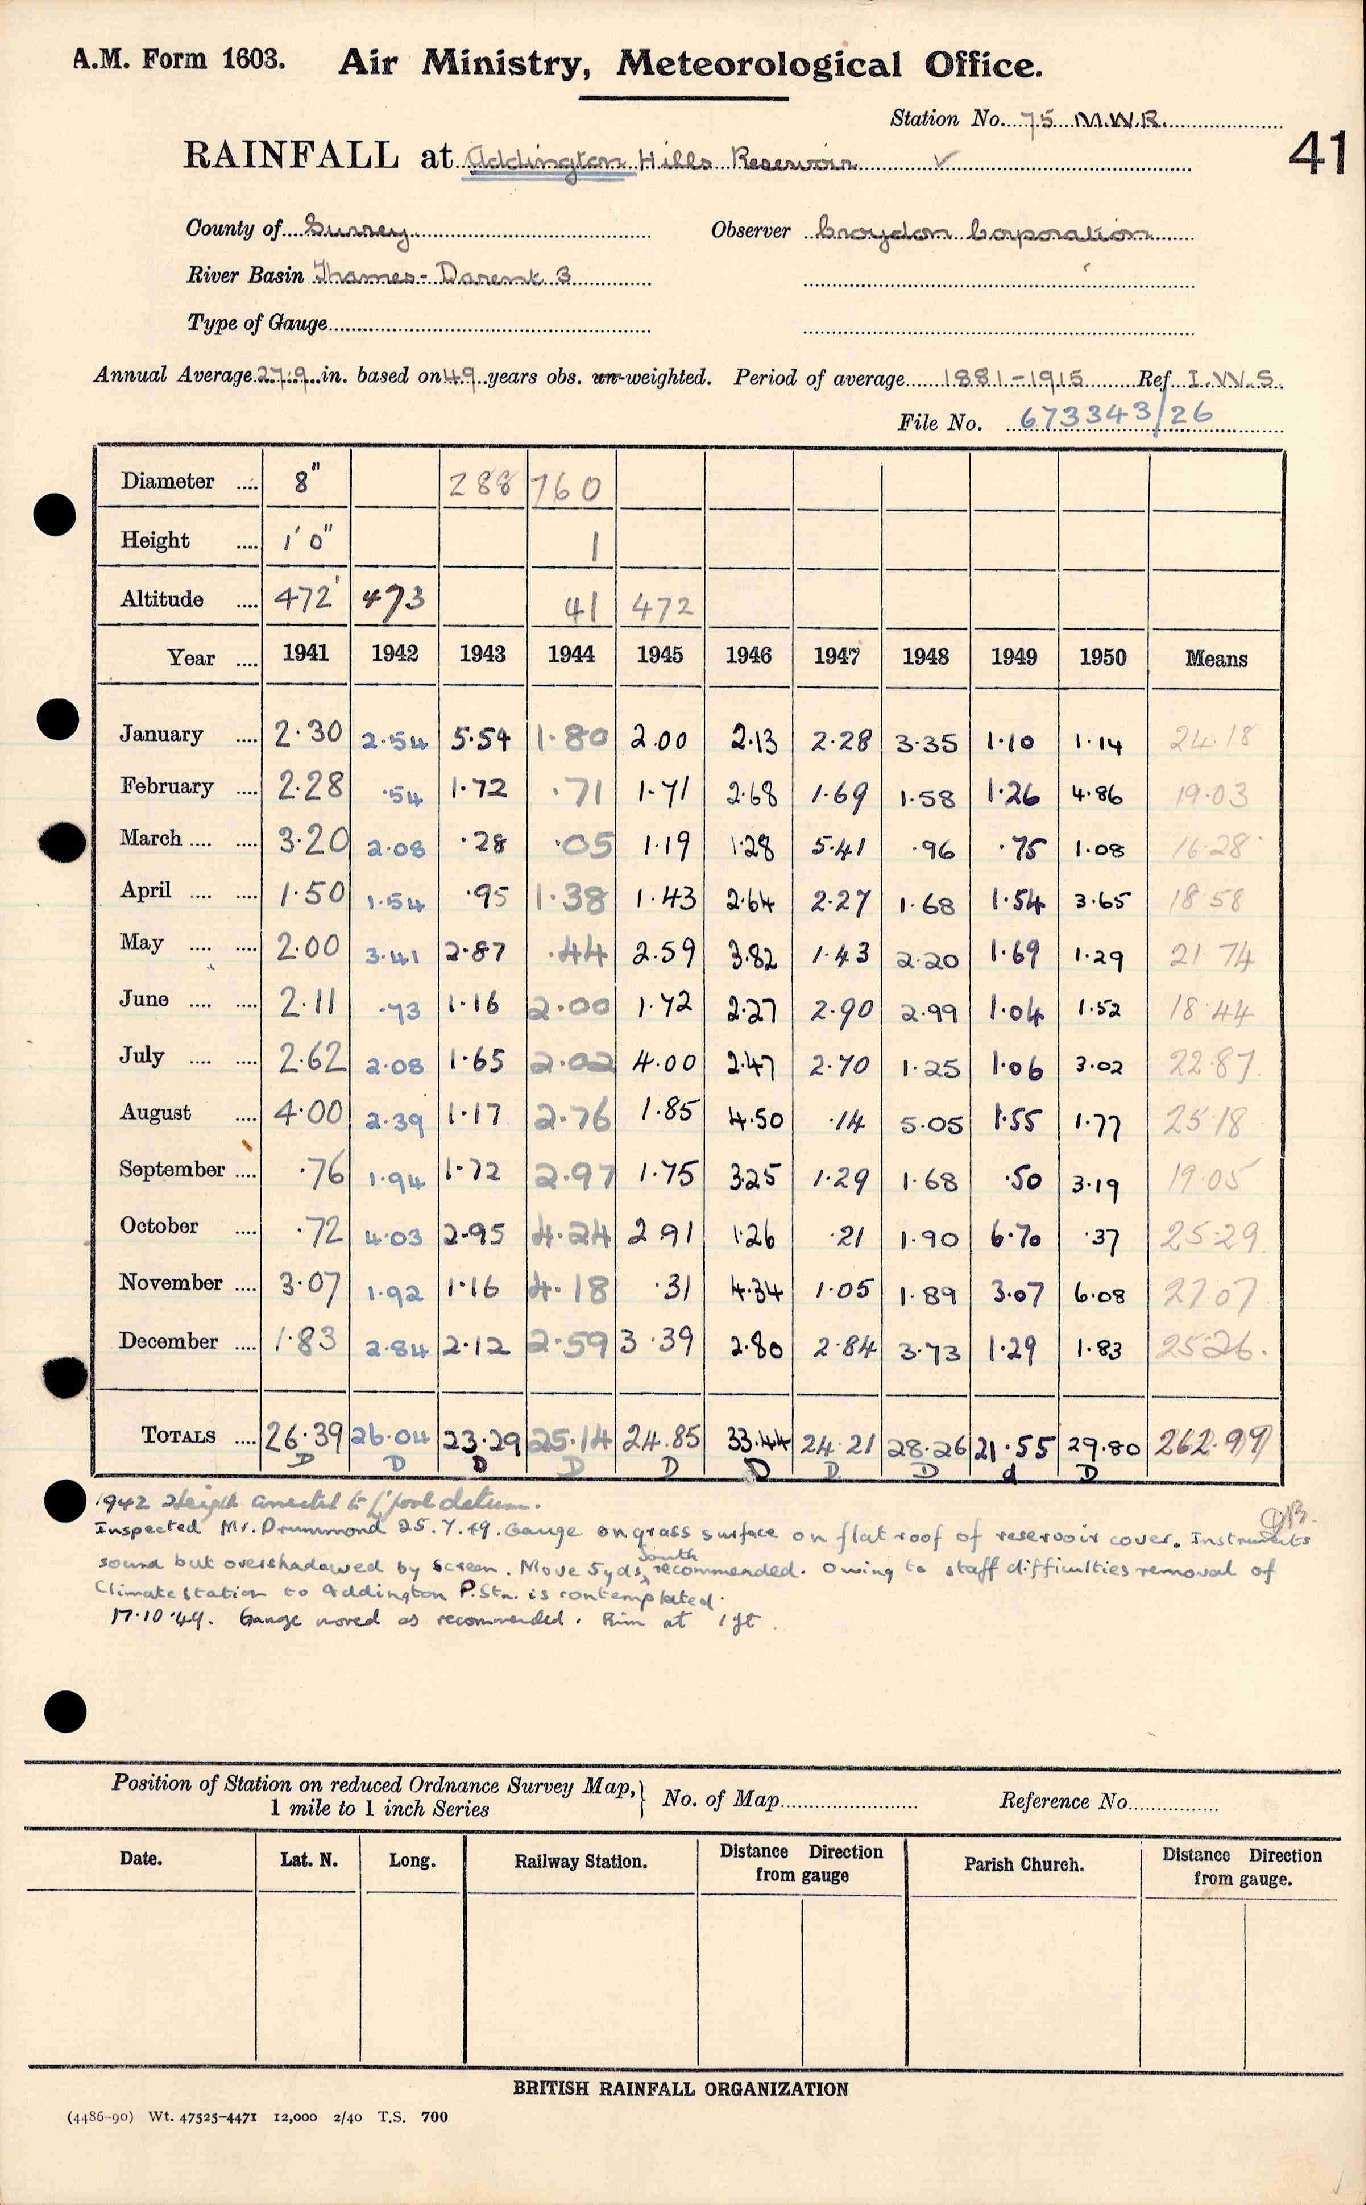 A.M. Form 1603. Air Ministry, Meteorological Office.
Station No. 75 M.W.R.
41
RAINFALL at Addington Hills Reservoir ✓
County of Surrey Observer Croydon Corporation
River Basin Thames - Darent 3
Type of Gauge
Annual Average 27.9 in. based on 49 years obs. un-weighted. Period of average 1881-1915 Ref I.W.S.
File No. 673343/26
Diameter .... 8" 288 760
Height .... 1' 0" 1
Altitude .... 472' 473 41 472
Year .... 1941 1942 1943 1944 1945 1946 1947 1948 1949 1950 Means
January .... 2.30 2.54 5.54 1.80 2.00 2.13 2.28 3.35 1.10 1.14 24.18
February .... 2.28 .54 1.72 .71 1.71 2.68 1.69 1.58 1.26 4.86 19.03
March .... .... 3.20 2.08 .28 .05 1.19 1.28 5.41 .96 .75 1.08 16.28
April .... .... 1.50 1.54 .95 1.38 1.43 2.64 2.27 1.68 1.54 3.65 18.58
May .... .... 2.00 3.41 2.87 .44 2.59 3.82 1.43 2.20 1.69 1.29 21.74
June .... .... 2.11 .73 1.16 2.00 1.72 2.27 2.90 2.99 1.04 1.52 18.44
July .... .... 2.62 2.08 1.65 2.02 4.00 2.47 2.70 1.25 1.06 3.02 22.87
August .... 4.00 2.39 1.17 2.76 1.85 4.50 .14 5.05 1.55 1.77 25.18
September .... .76 1.94 1.72 2.97 1.75 3.25 1.29 1.68 .50 3.19 19.05
October .... .72 4.03 2.95 4.24 2.91 1.26 .21 1.90 6.70 .37 25.29
November .... 3.07 1.92 1.16 4.18 .31 4.34 1.05 1.89 3.07 6.08 27.07
December .... 1.83 2.84 2.12 2.59 3.39 2.80 2.84 3.73 1.29 1.83 25.26.
TOTALS .... 26.39 26.04 23.29 25.14 24.85 33.44 24.21 28.26 21.55 29.80 262.97
D D D D D D D D d D
1942 Height corrected to L'pool datum.
Inspected Mr. Drummond 25.7.49. Gauge on grass surface on flat roof of reservoir cover. Instruments
sound but overshadowed by screen. Move 5yds South recommended. Owing to staff difficulties removal of
Climate station to Addington P.Stn. is contemplated.
17.10.49. Gauge moved as recommended. Rim at 1 ft.
Position of Station on reduced Ordnance Survey Map, 1 mile to 1 inch Series } No. of Map Reference No.
Date. Lat. N. Long. Railway Station. Distance Direction from gauge Parish Church. Distance Direction from gauge.
BRITISH RAINFALL ORGANIZATION
(4486-90) Wt. 47525-4471 12,000 2/40 T.S. 700